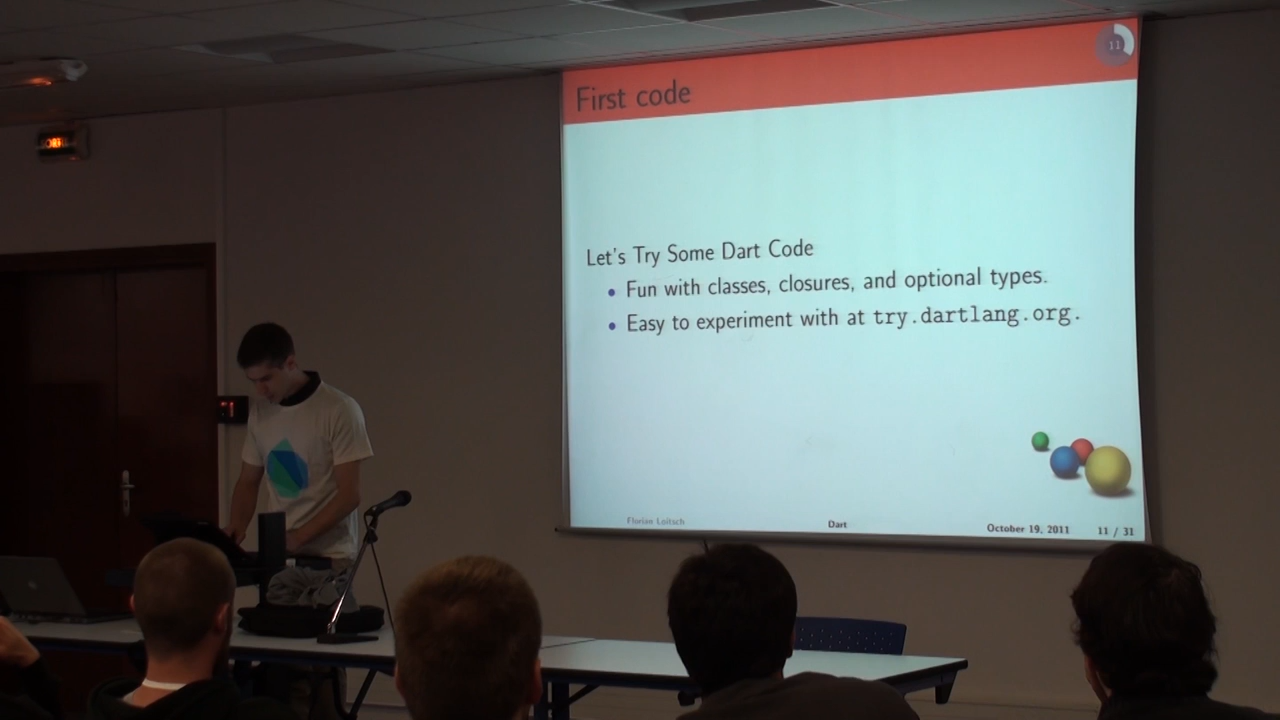 11
First code
Let's Try Some Dart Code
• Fun with classes, closures, and optional types.
• Easy to experiment with at try.dartlang.org.
Florian Loitsch Dart October 19, 2011 11 / 31